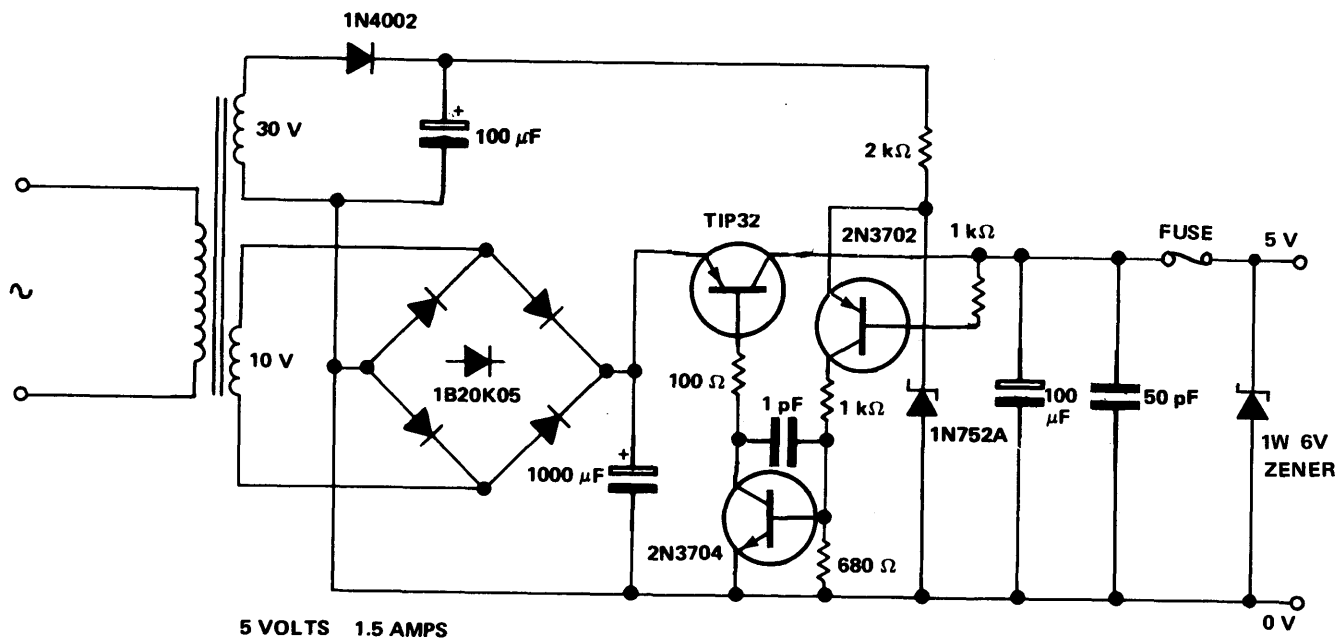 1N4002
30 V
+
100 µF
2 kΩ
TIP32
2N3702
1 kΩ
FUSE
5 V
~
10 V
1B20K05
100 Ω
1 pF
1 kΩ
1N752A
100
µF
50 pF
1W 6V
ZENER
+
1000 µF
2N3704
680 Ω
0 V
5 VOLTS 1.5 AMPS